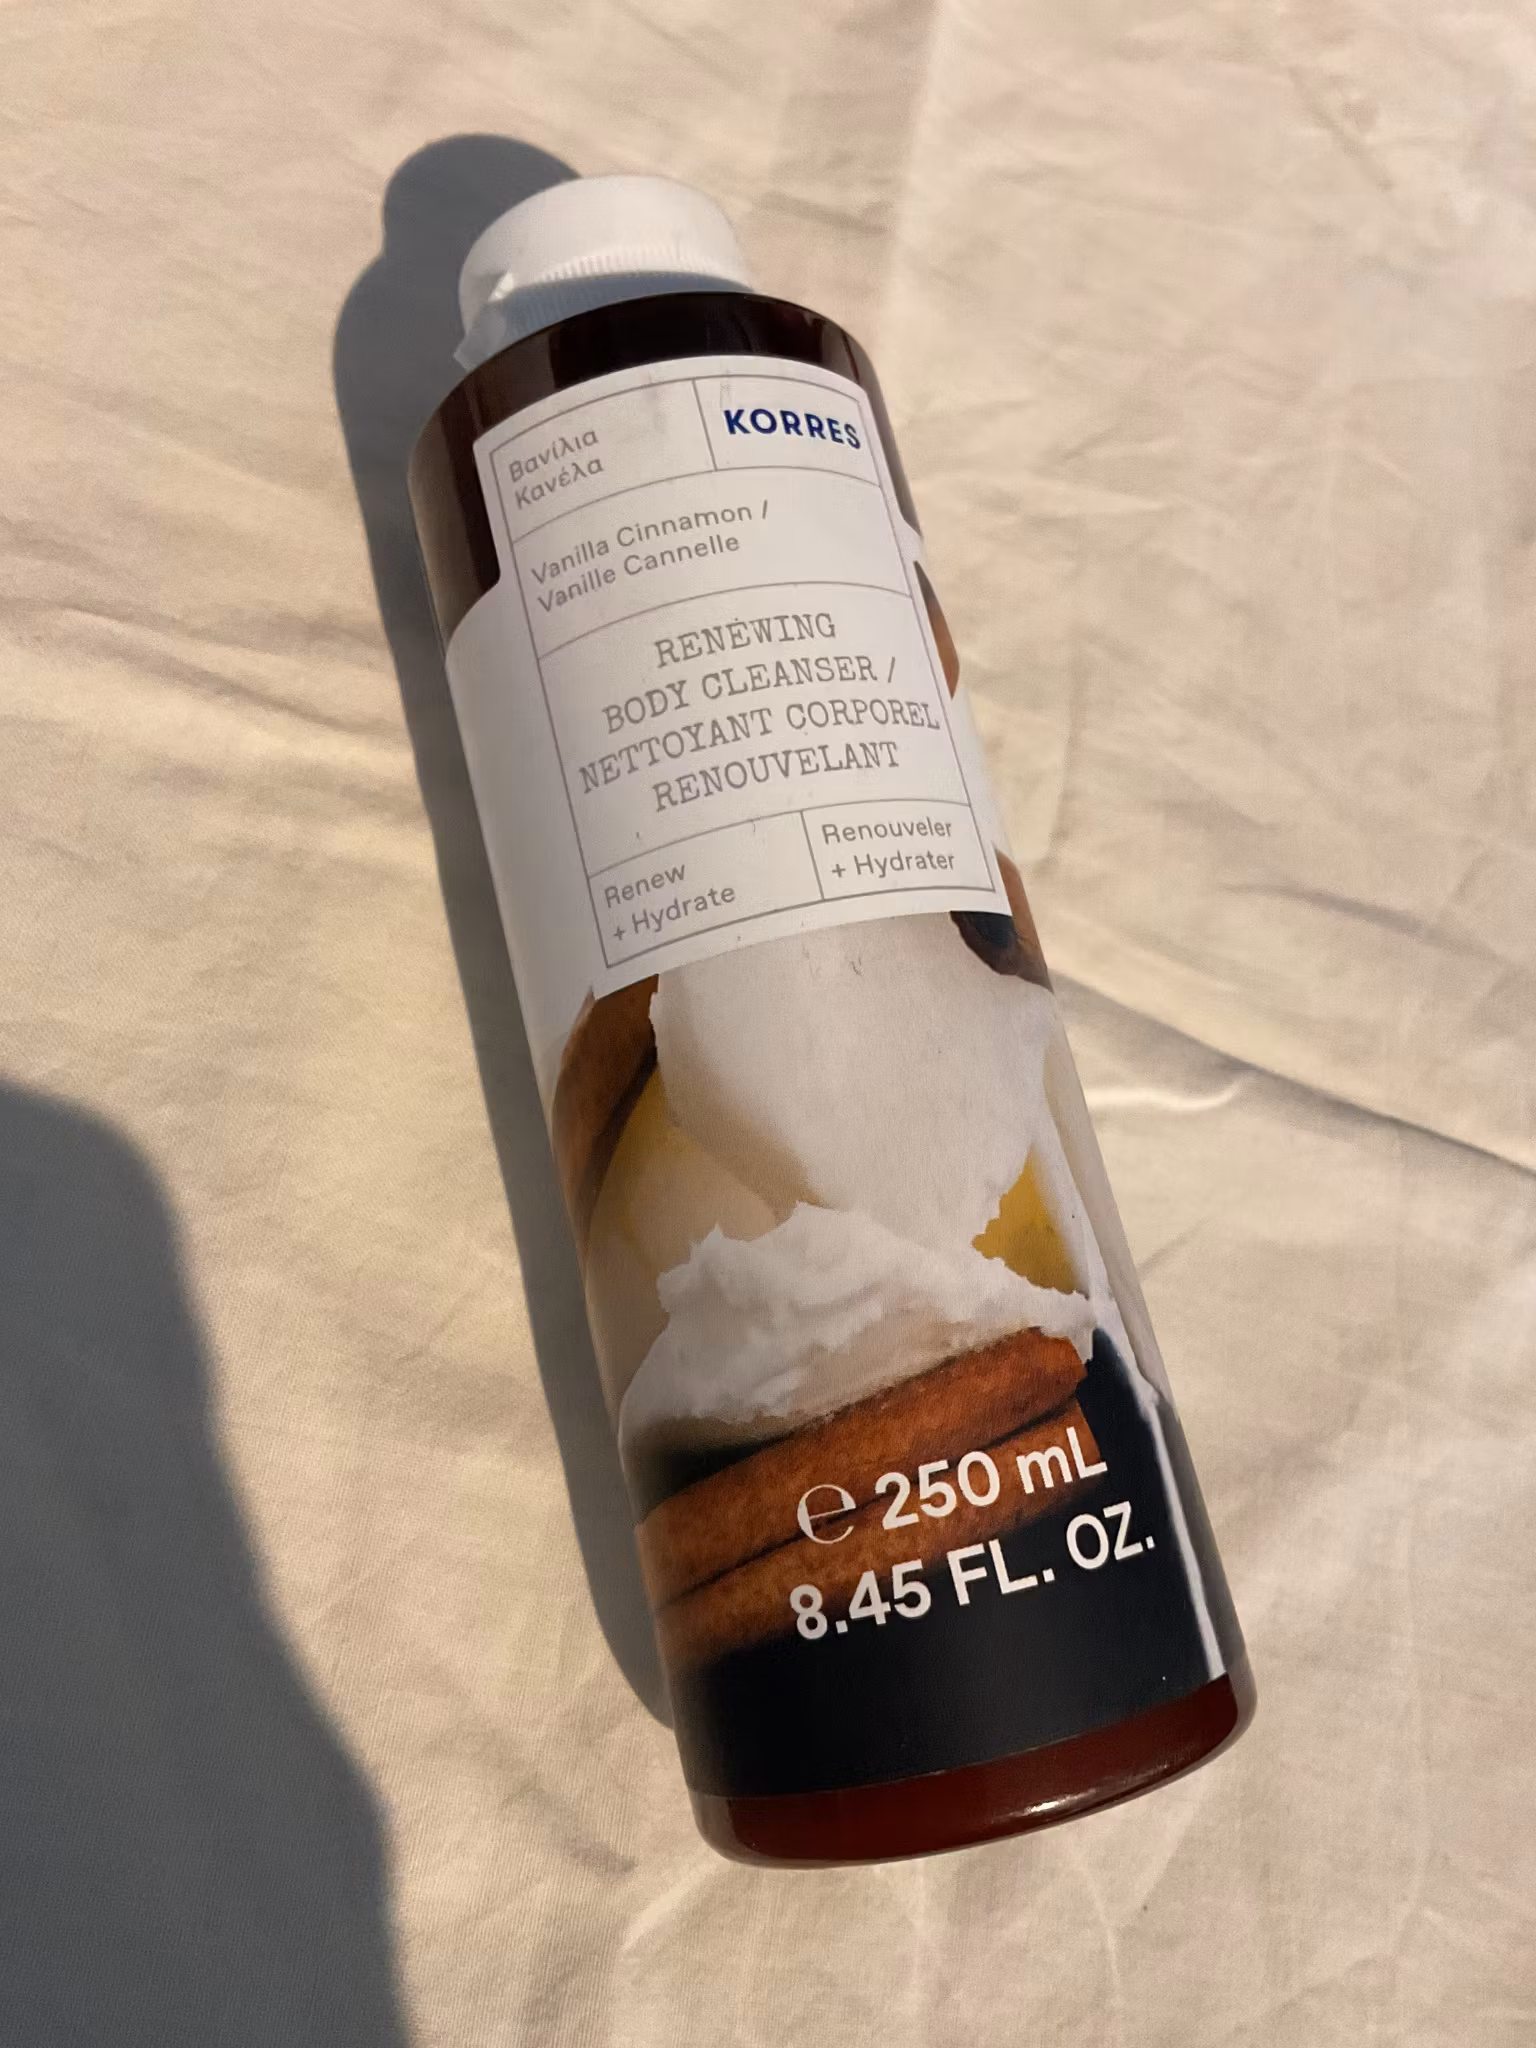 Βανίλια
Κανέλα
KORRES
Vanilla Cinnamon /
Vanille Cannelle
RENEWING
BODY CLEANSER /
NETTOYANT CORPOREL
RENOUVELANT
Renew
+ Hydrate
Renouveler
+ Hydrater
℮ 250 mL
8.45 FL. OZ.